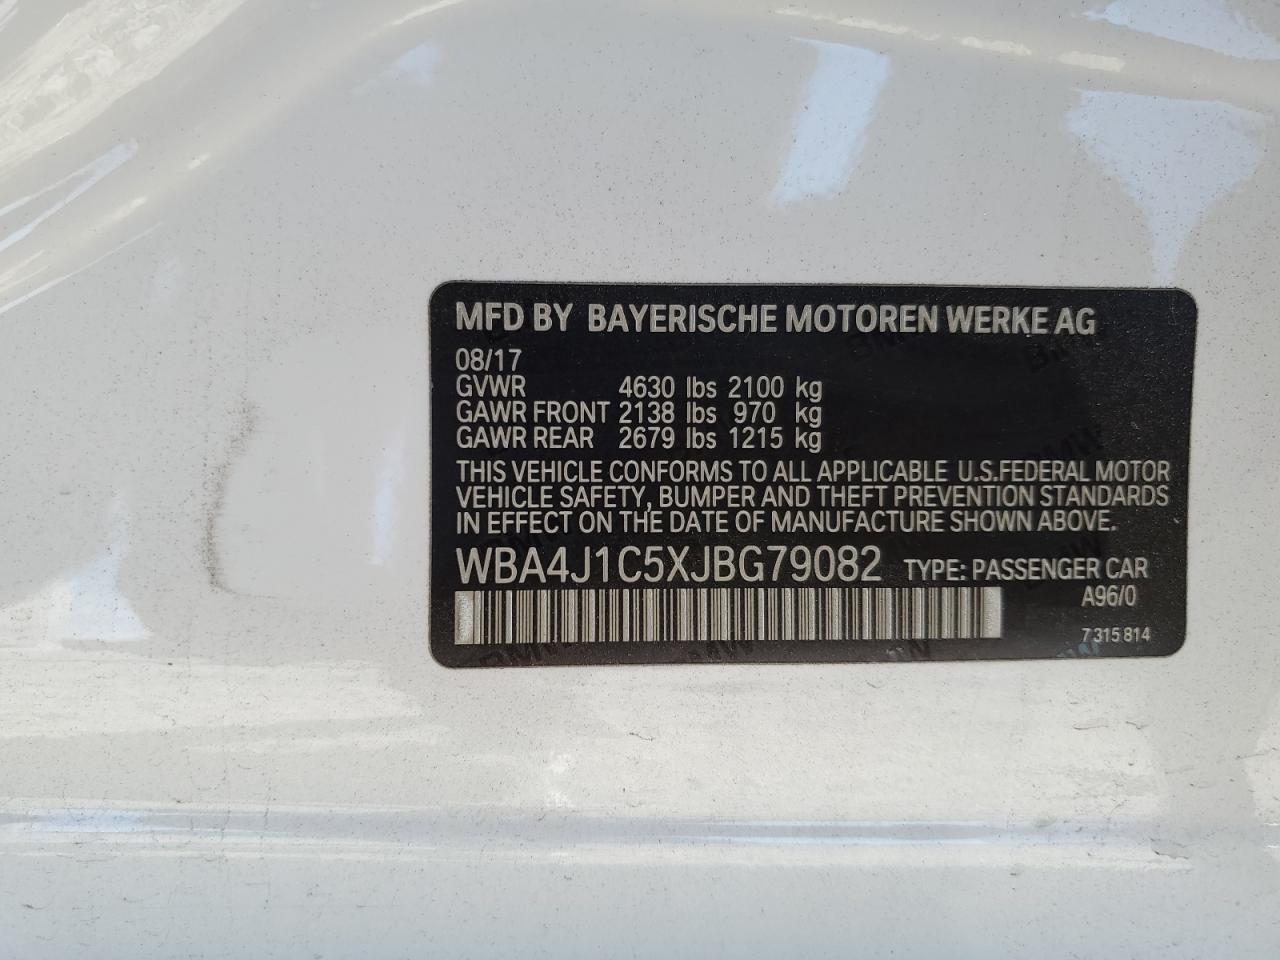 MFD BY BAYERISCHE MOTOREN WERKE AG
08/17
GVWR 4630 lbs 2100 kg
GAWR FRONT 2138 lbs 970 kg
GAWR REAR 2679 lbs 1215 kg
THIS VEHICLE CONFORMS TO ALL APPLICABLE U.S.FEDERAL MOTOR
VEHICLE SAFETY, BUMPER AND THEFT PREVENTION STANDARDS
IN EFFECT ON THE DATE OF MANUFACTURE SHOWN ABOVE.
WBA4J1C5XJBG79082 TYPE: PASSENGER CAR
A96/0
7 315 814